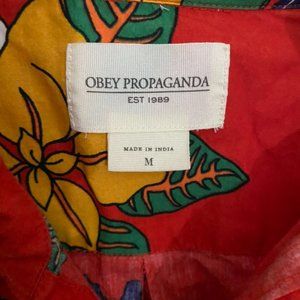 OBEY PROPAGANDA
EST 1989
MADE IN INDIA
M